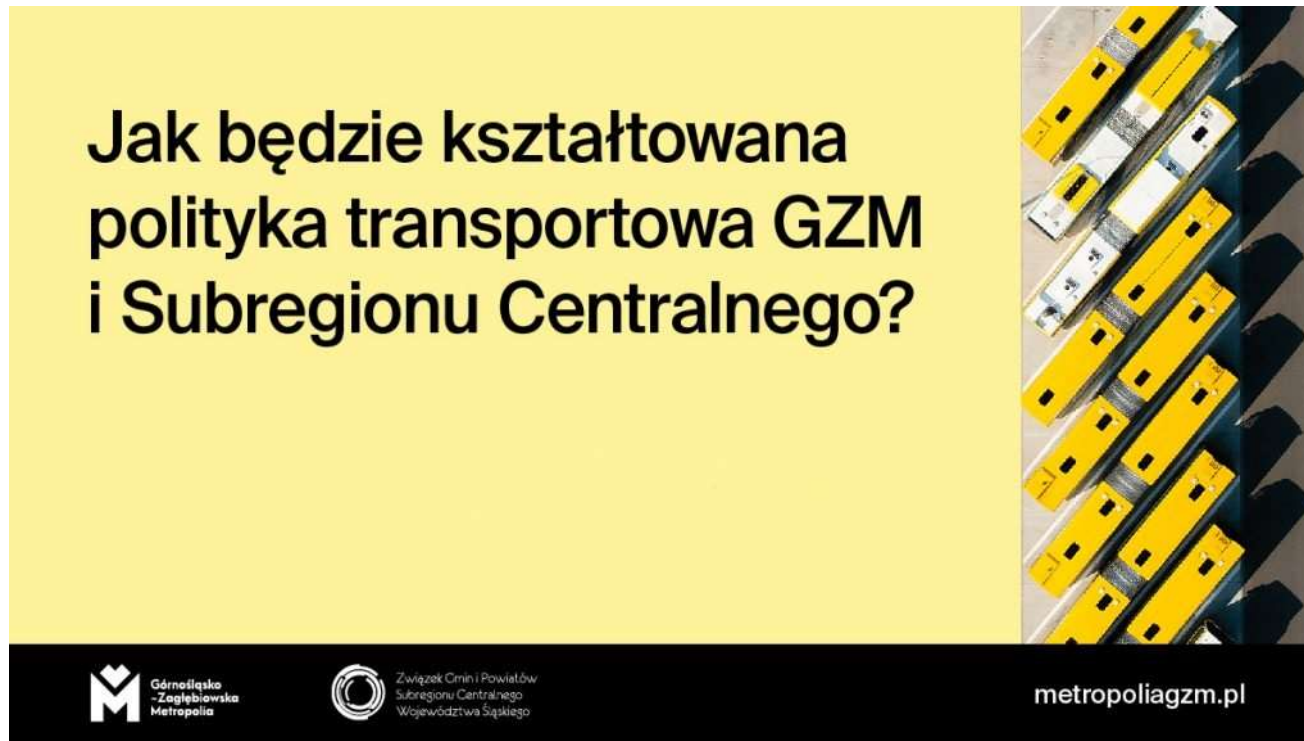 Jak będzie kształtowana
polityka transportowa GZM
i Subregionu Centralnego?
Górnośląsko
-Zagłębiowska
Metropolia
Związek Gmin i Powiatów
Subregionu Centralnego
Województwa Śląskiego
metropoliagzm.pl